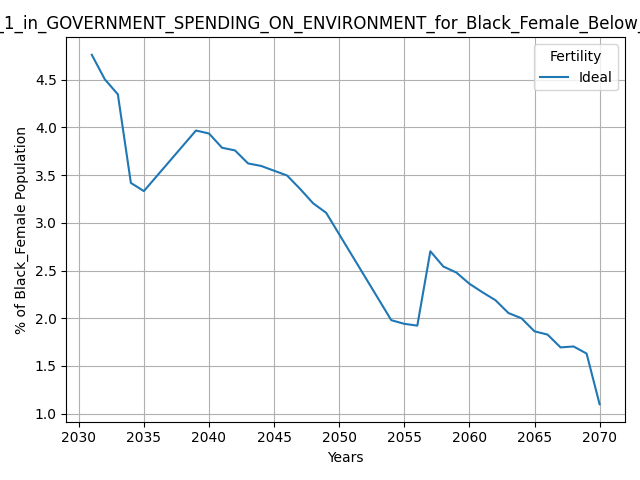 _1_in_GOVERNMENT_SPENDING_ON_ENVIRONMENT_for_Black_Female_Below_
Fertility
Ideal
% of Black_Female Population
4.5
4.0
3.5
3.0
2.5
2.0
1.5
1.0
2030 2035 2040 2045 2050 2055 2060 2065 2070
Years